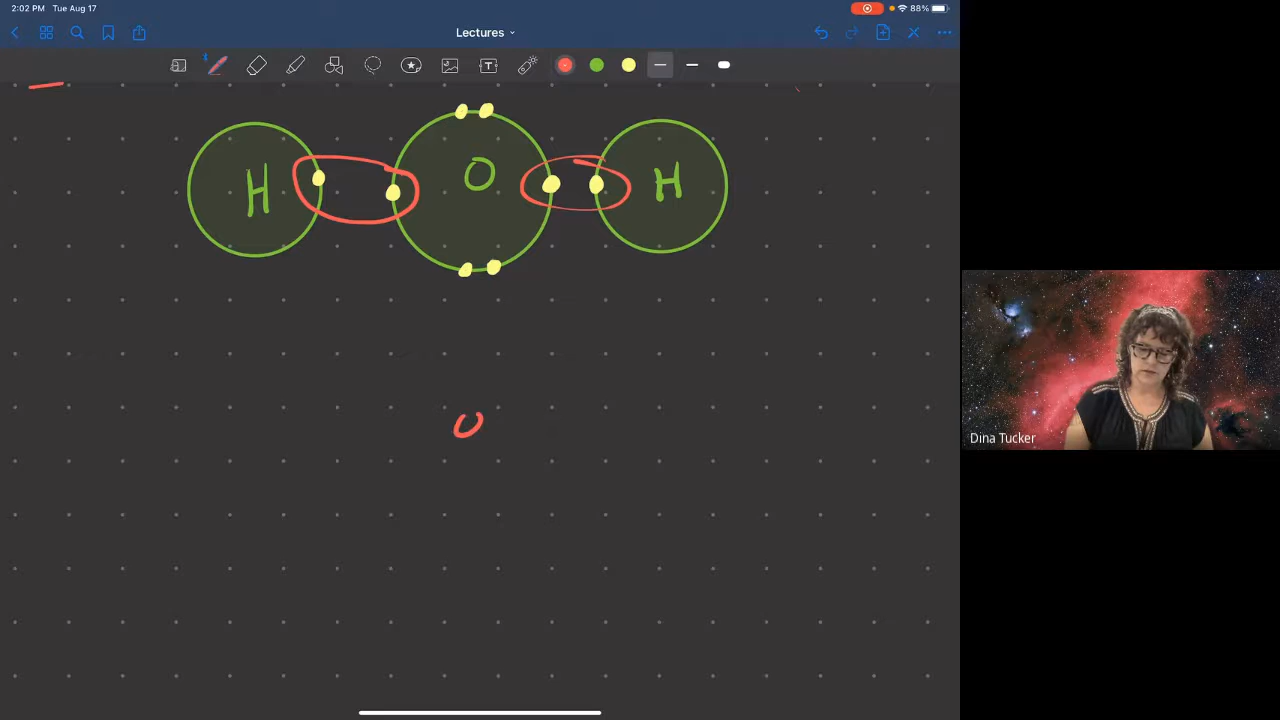 2:02 PM Tue Aug 17
88%
Lectures
T
H O H
O
Dina Tucker